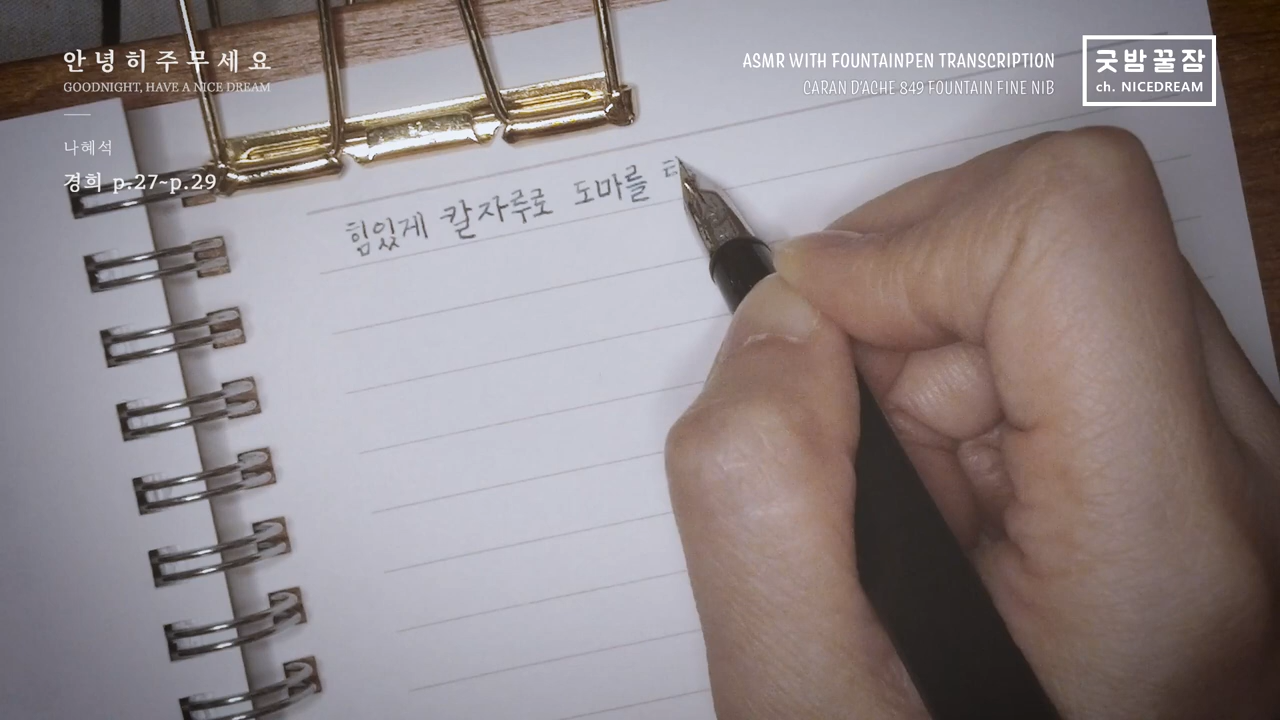 안녕히주무세요
GOODNIGHT, HAVE A NICE DREAM
나혜석
경희 p.27~p.29
ASMR WITH FOUNTAINPEN TRANSCRIPTION
CARAN D'ACHE 849 FOUNTAIN FINE NIB
굿밤꿀잠
ch. NICEDREAM
힘있게 칼자루로 도마를